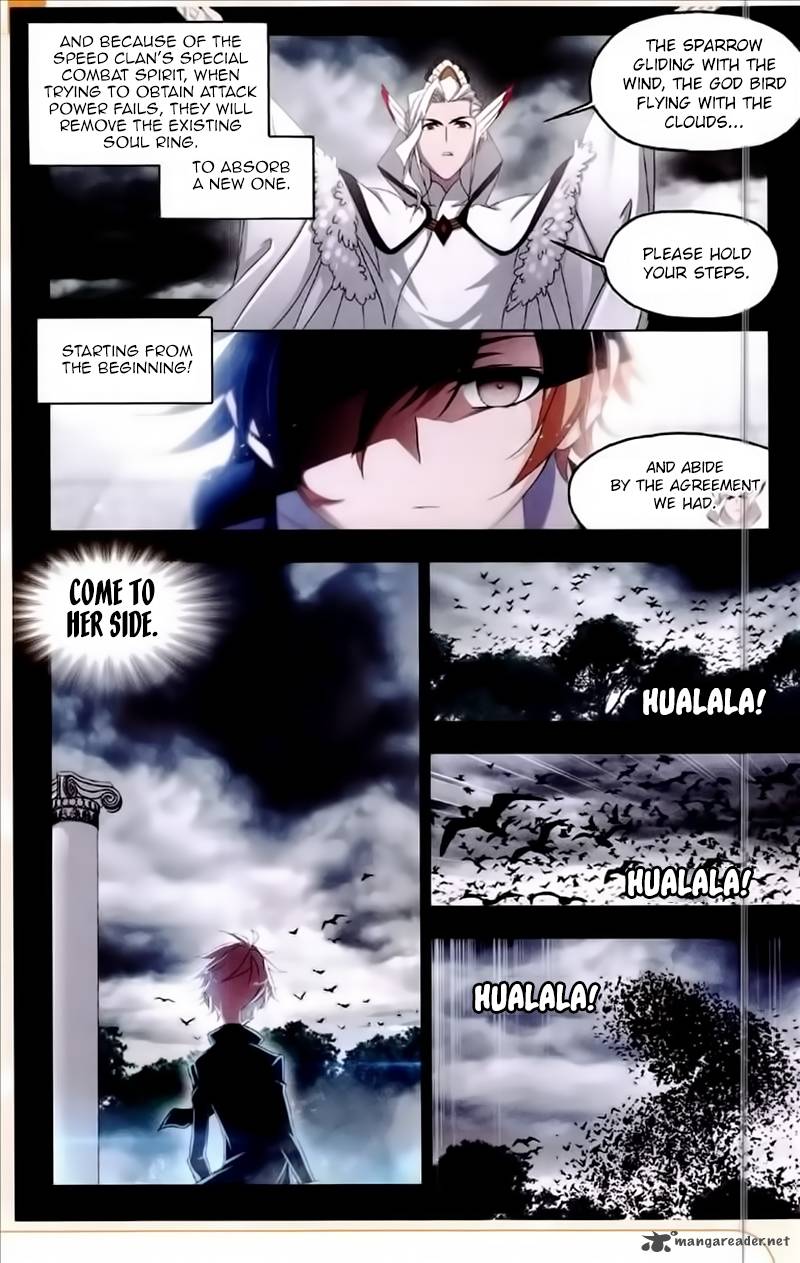 AND BECAUSE OF THE
SPEED CLAN'S SPECIAL
COMBAT SPIRIT, WHEN
TRYING TO OBTAIN ATTACK
POWER FAILS, THEY WILL
REMOVE THE EXISTING
SOUL RING.
TO ABSORB
A NEW ONE.
THE SPARROW
GLIDING WITH THE
WIND, THE GOD BIRD
FLYING WITH THE
CLOUDS...
PLEASE HOLD
YOUR STEPS.
STARTING FROM
THE BEGINNING!
AND ABIDE
BY THE AGREEMENT
WE HAD.
COME TO
HER SIDE.
HUALALA!
HUALALA!
HUALALA!
mangareader.net